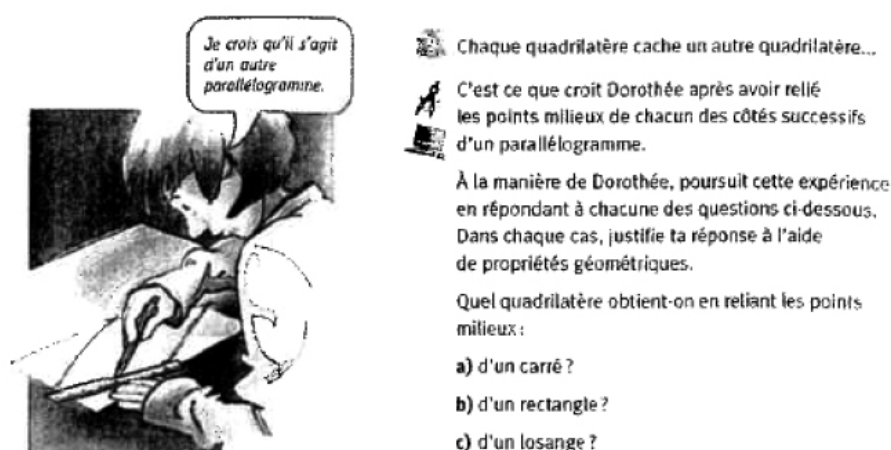 Je crois qu'il s'agit
d'un autre
parallélogramme.
Chaque quadrilatère cache un autre quadrilatère...
C'est ce que croit Dorothée après avoir relié
les points milieux de chacun des côtés successifs
d'un parallélogramme.
À la manière de Dorothée, poursuit cette expérience
en répondant à chacune des questions ci-dessous.
Dans chaque cas, justifie ta réponse à l'aide
de propriétés géométriques.
Quel quadrilatère obtient-on en reliant les points
milieux :
a) d'un carré ?
b) d'un rectangle ?
c) d'un losange ?